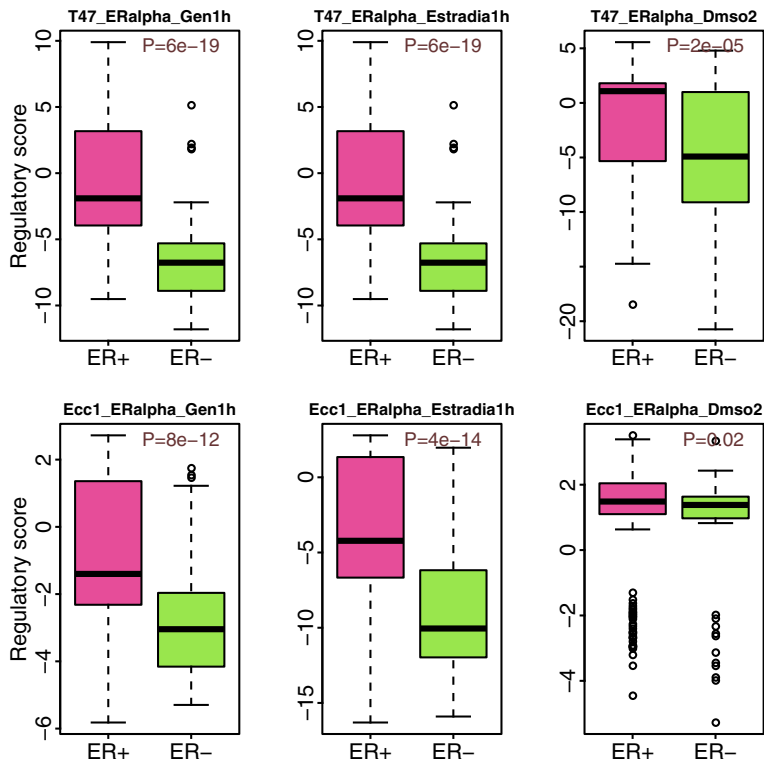 T47_ERalpha_Gen1h
T47_ERalpha_Estradia1h
T47_ERalpha_Dmso2
P=6e−19
P=6e−19
P=2e−05
Regulatory score
10
5
0
−5
−10
10
5
0
−5
−10
5
0
−5
−10
−20
ER+ ER−
ER+ ER−
ER+ ER−
Ecc1_ERalpha_Gen1h
Ecc1_ERalpha_Estradia1h
Ecc1_ERalpha_Dmso2
P=8e−12
P=4e−14
P=0.02
Regulatory score
2
0
−2
−4
−6
0
−5
−10
−15
2
0
−2
−4
ER+ ER−
ER+ ER−
ER+ ER−